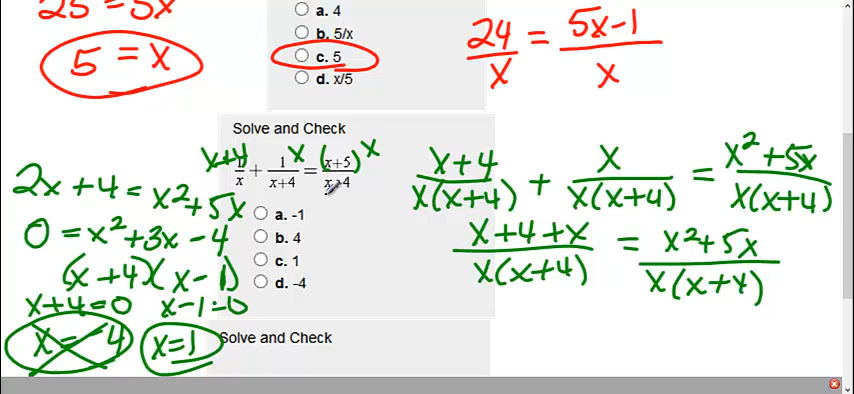 25 = 5x
5 = x
a. 4
b. 5/x
c. 5
d. x/5
24/x = (5x-1)/x
Solve and Check
x+4 x x
1/x + 1/(x+4) = (x+5)/(x+4)
a. -1
b. 4
c. 1
d. -4
2x+4 = x²+5x
0 = x²+3x-4
(x+4)(x-1)
x+4=0 x-1=0
x=-4 x=1
(x+4)/(x(x+4)) + x/(x(x+4)) = (x²+5x)/(x(x+4))
(x+4+x)/(x(x+4)) = (x²+5x)/(x(x+4))
Solve and Check